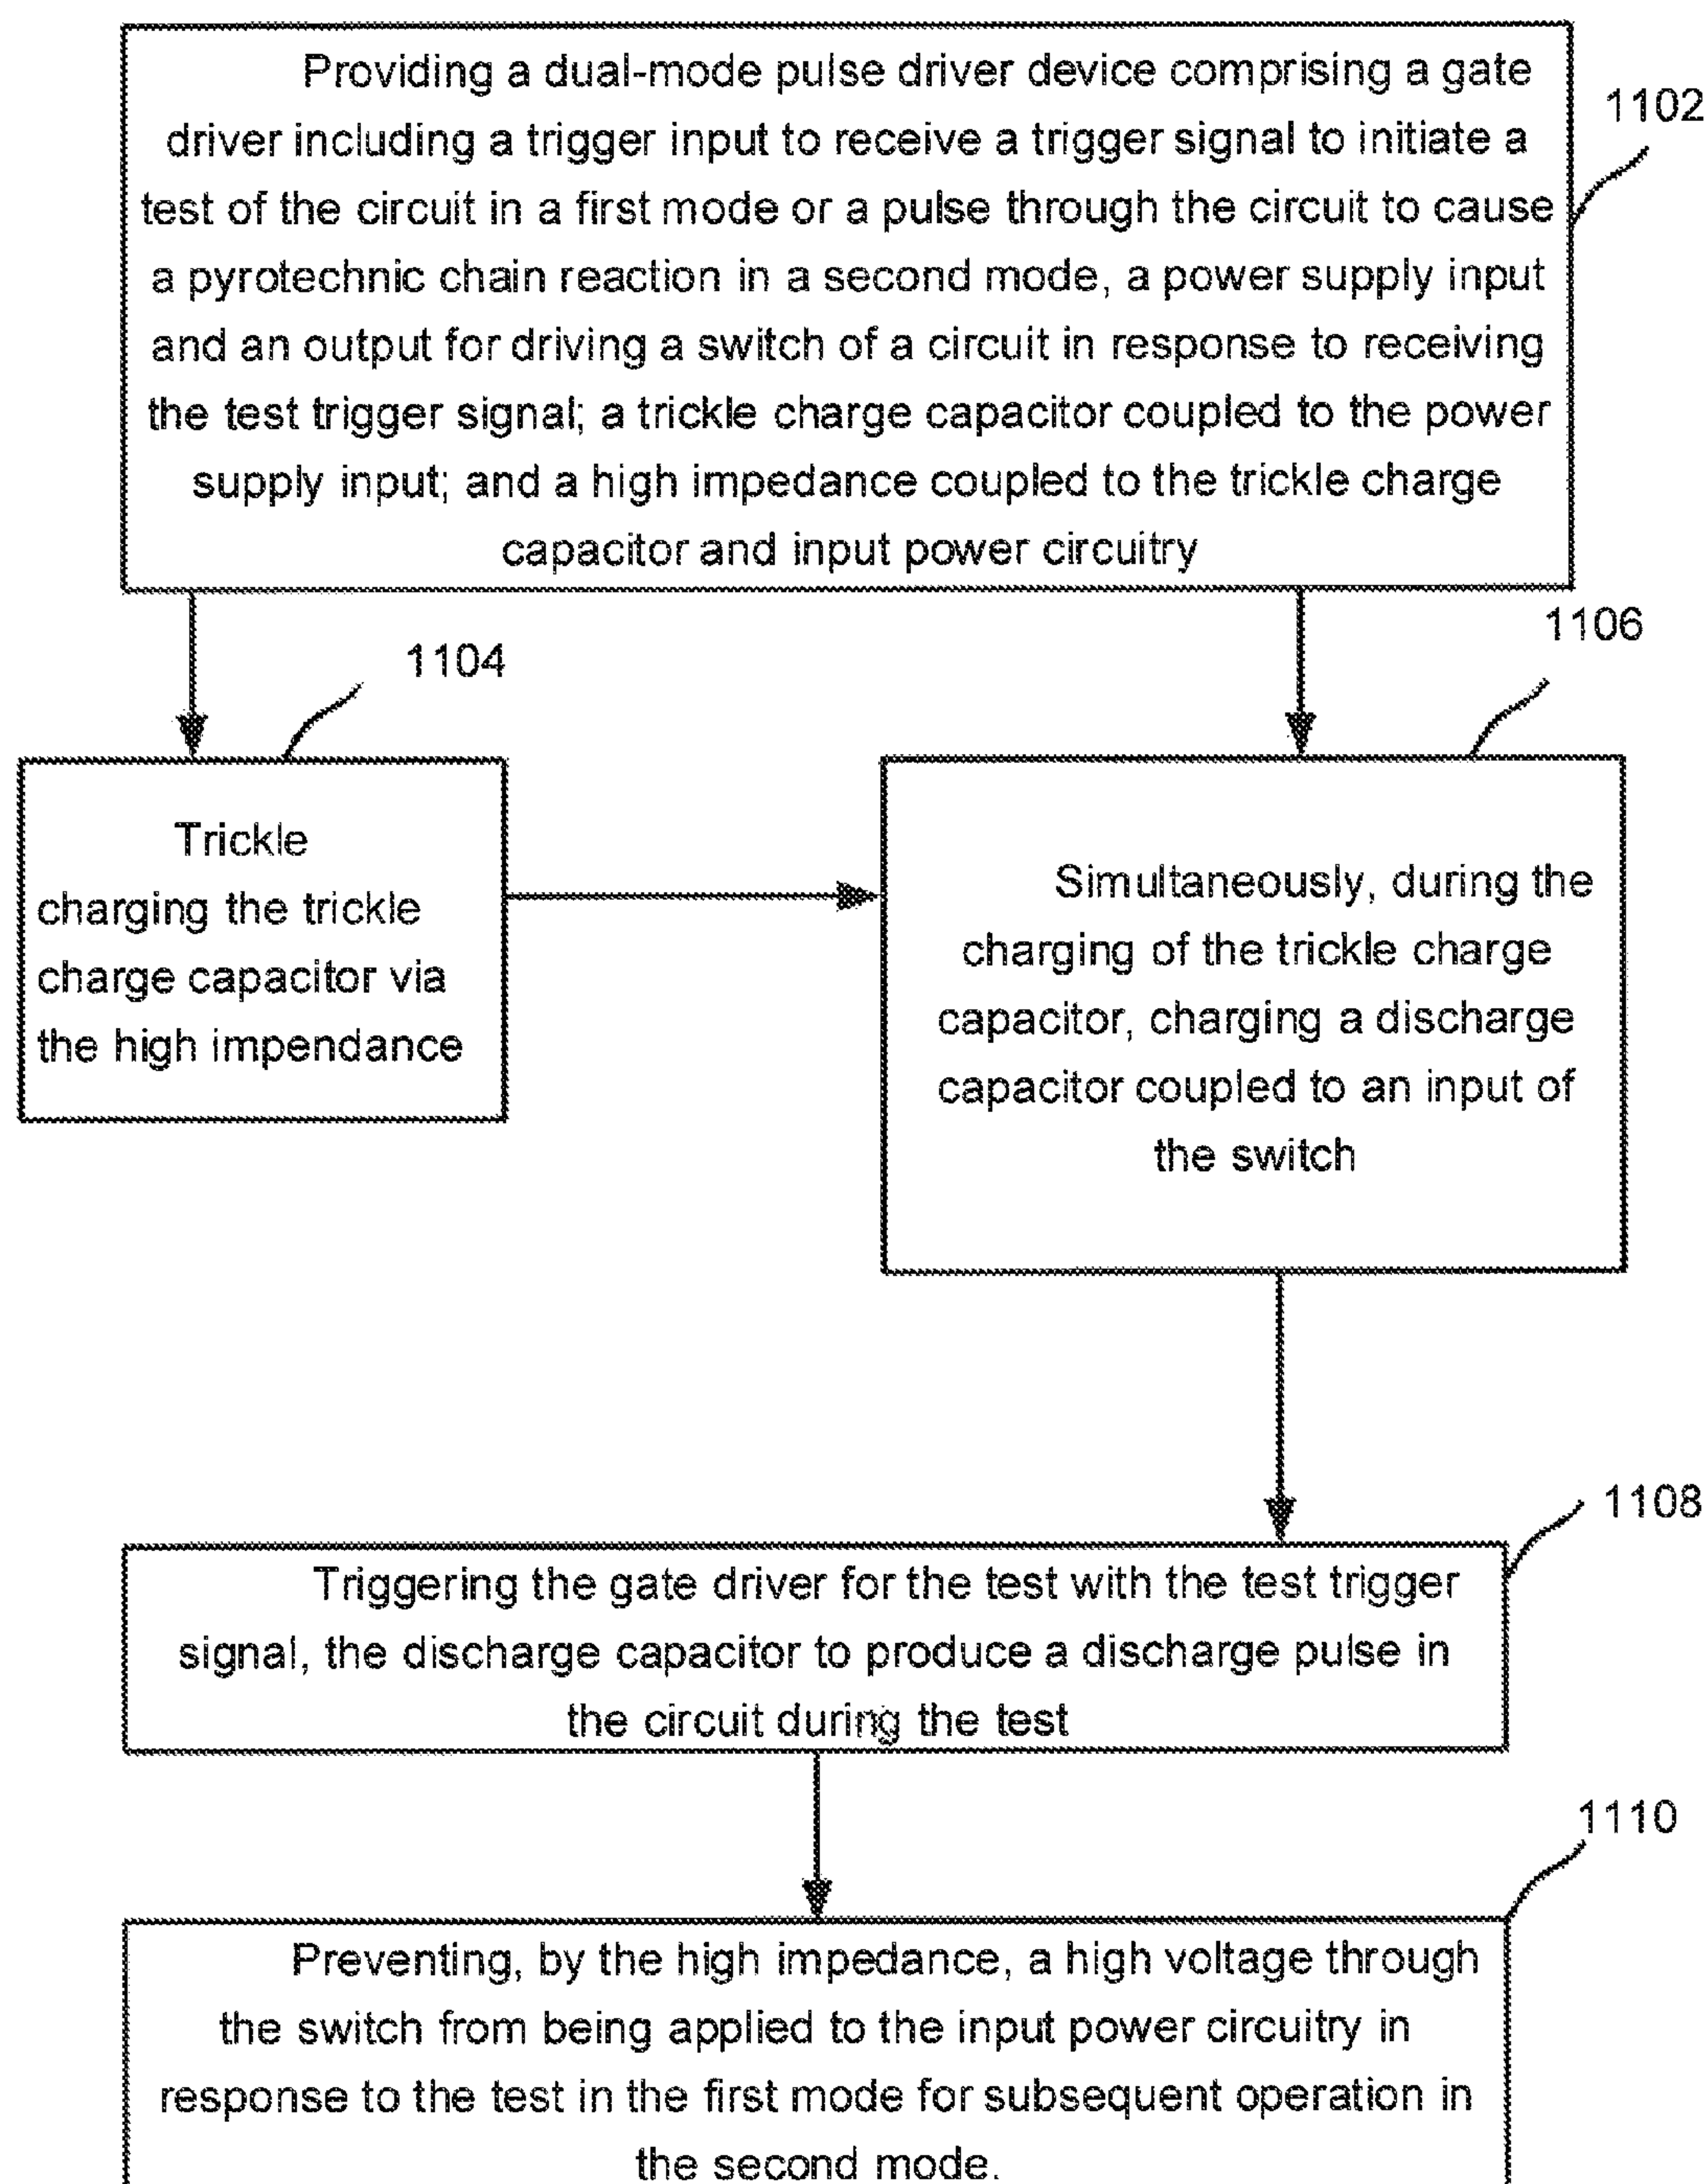 Providing a dual-mode pulse driver device comprising a gate
driver including a trigger input to receive a trigger signal to initiate a
test of the circuit in a first mode or a pulse through the circuit to cause
a pyrotechnic chain reaction in a second mode, a power supply input
and an output for driving a switch of a circuit in response to receiving
the test trigger signal; a trickle charge capacitor coupled to the power
supply input; and a high impedance coupled to the trickle charge
capacitor and input power circuitry
1102
1104
Trickle
charging the trickle
charge capacitor via
the high impendance
1106
Simultaneously, during the
charging of the trickle charge
capacitor, charging a discharge
capacitor coupled to an input of
the switch
1108
Triggering the gate driver for the test with the test trigger
signal, the discharge capacitor to produce a discharge pulse in
the circuit during the test
1110
Preventing, by the high impedance, a high voltage through
the switch from being applied to the input power circuitry in
response to the test in the first mode for subsequent operation in
the second mode.